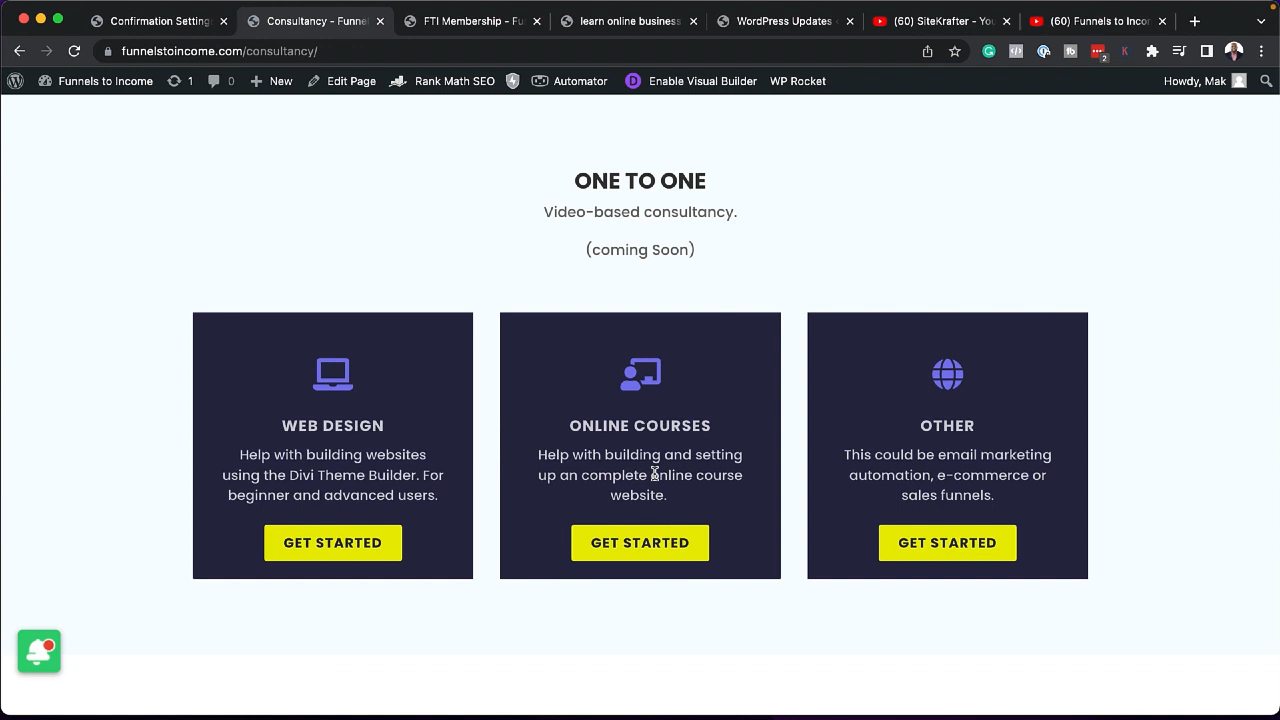 Confirmation Setting
Consultancy - Funnel
FTI Membership - Fu
learn online business
WordPress Updates
(60) SiteKrafter - Yo
(60) Funnels to Inco
funnelstoincome.com/consultancy/
Funnels to Income
1
0
New
Edit Page
Rank Math SEO
Automator
D
Enable Visual Builder
WP Rocket
Howdy, Mak
ONE TO ONE
Video-based consultancy.
(coming Soon)
WEB DESIGN
Help with building websites
using the Divi Theme Builder. For
beginner and advanced users.
GET STARTED
ONLINE COURSES
Help with building and setting
up an complete online course
website.
GET STARTED
OTHER
This could be email marketing
automation, e-commerce or
sales funnels.
GET STARTED